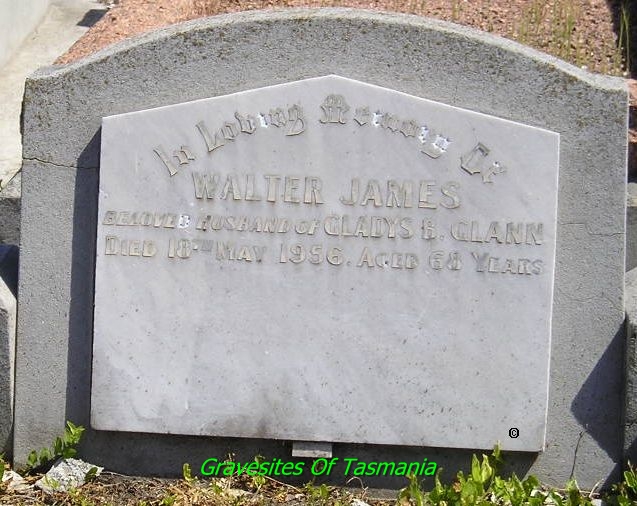 In Loving Memory Of
WALTER JAMES
BELOVED HUSBAND OF GLADYS B. GLANN
DIED 18TH MAY 1956. AGED 68 YEARS
©
Gravesites Of Tasmania